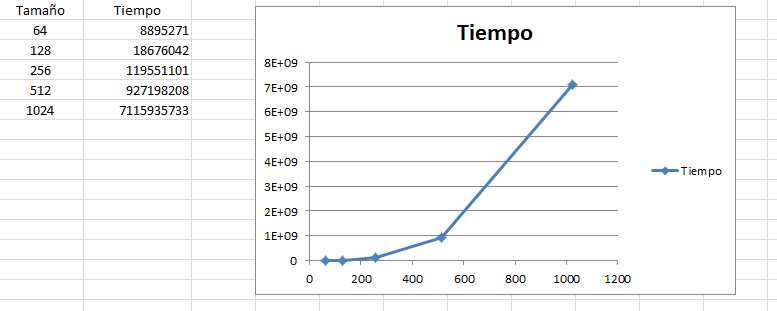 Tamaño Tiempo
64 8895271
128 18676042
256 119551101
512 927198208
1024 7115935733
Tiempo
8E+09
7E+09
6E+09
5E+09
4E+09
3E+09
2E+09
1E+09
0
0 200 400 600 800 1000 1200
Tiempo